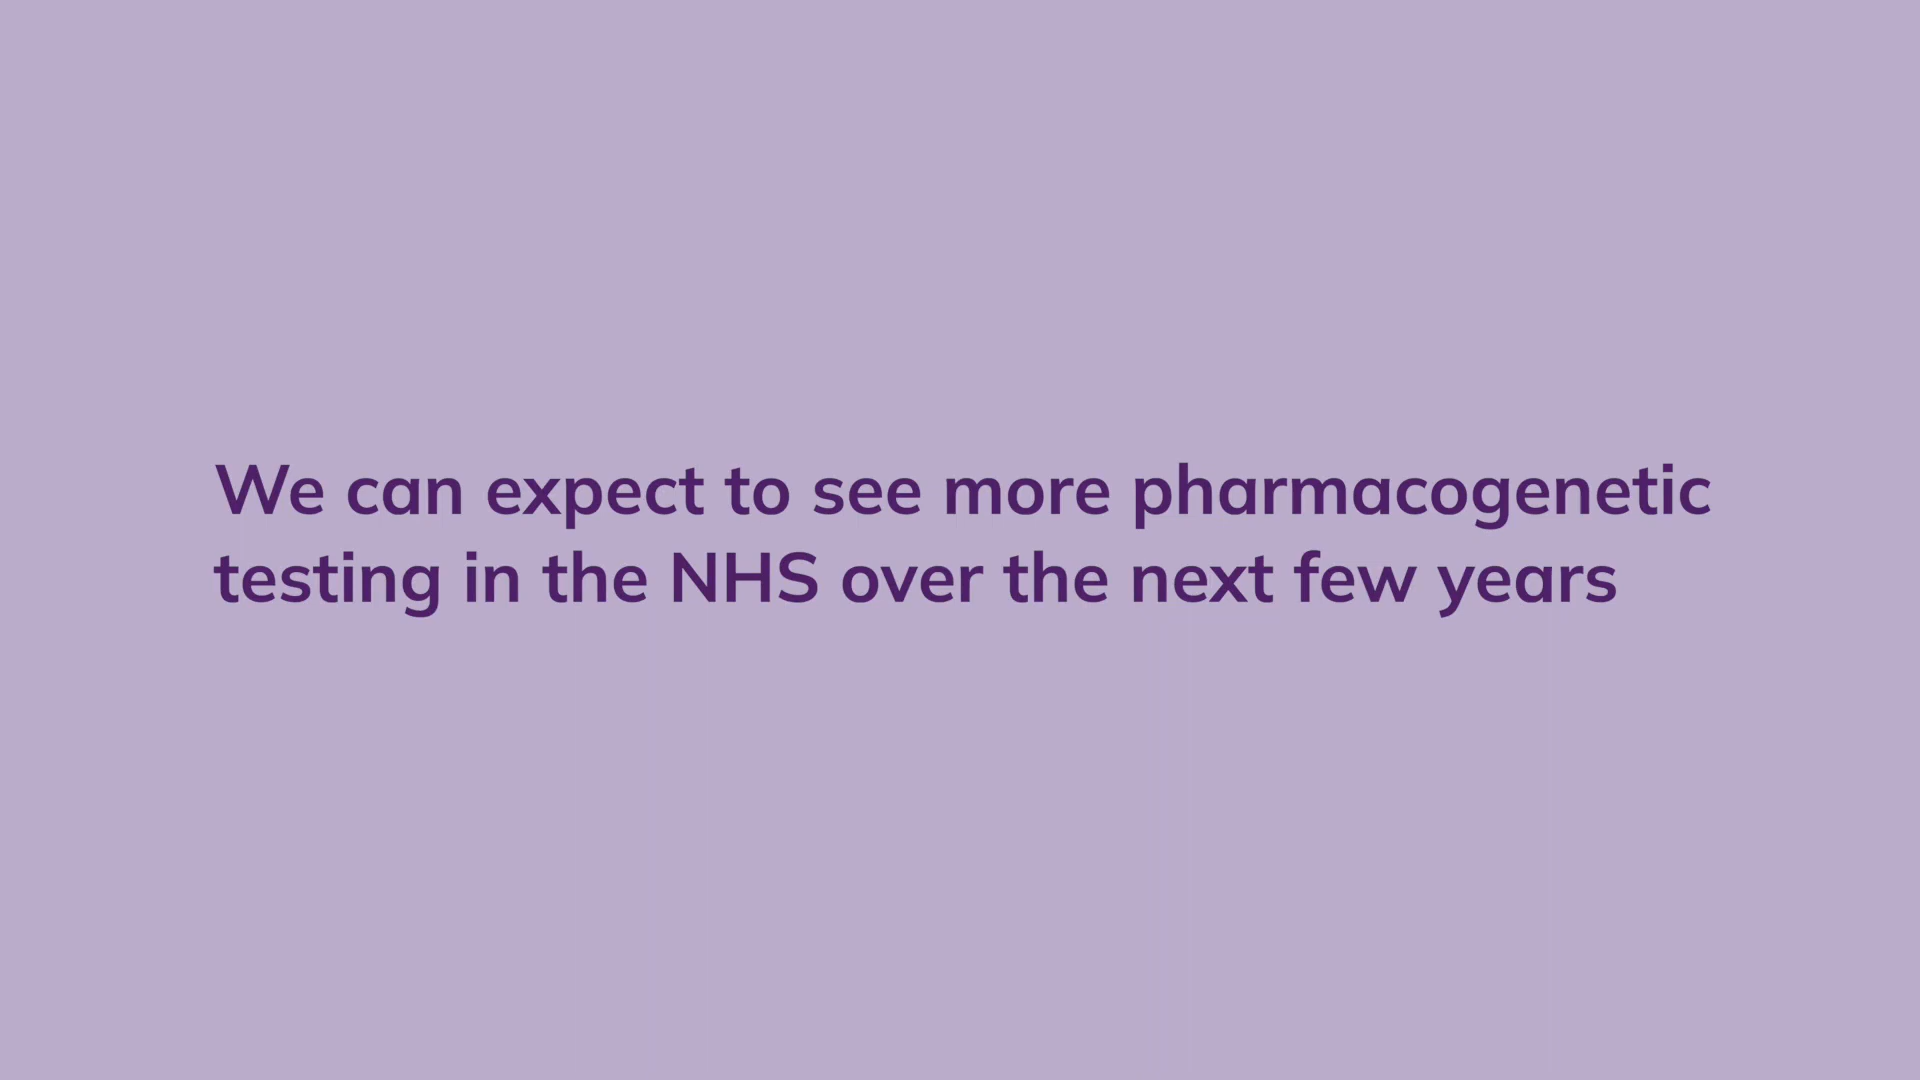 We can expect to see more pharmacogenetic
testing in the NHS over the next few years